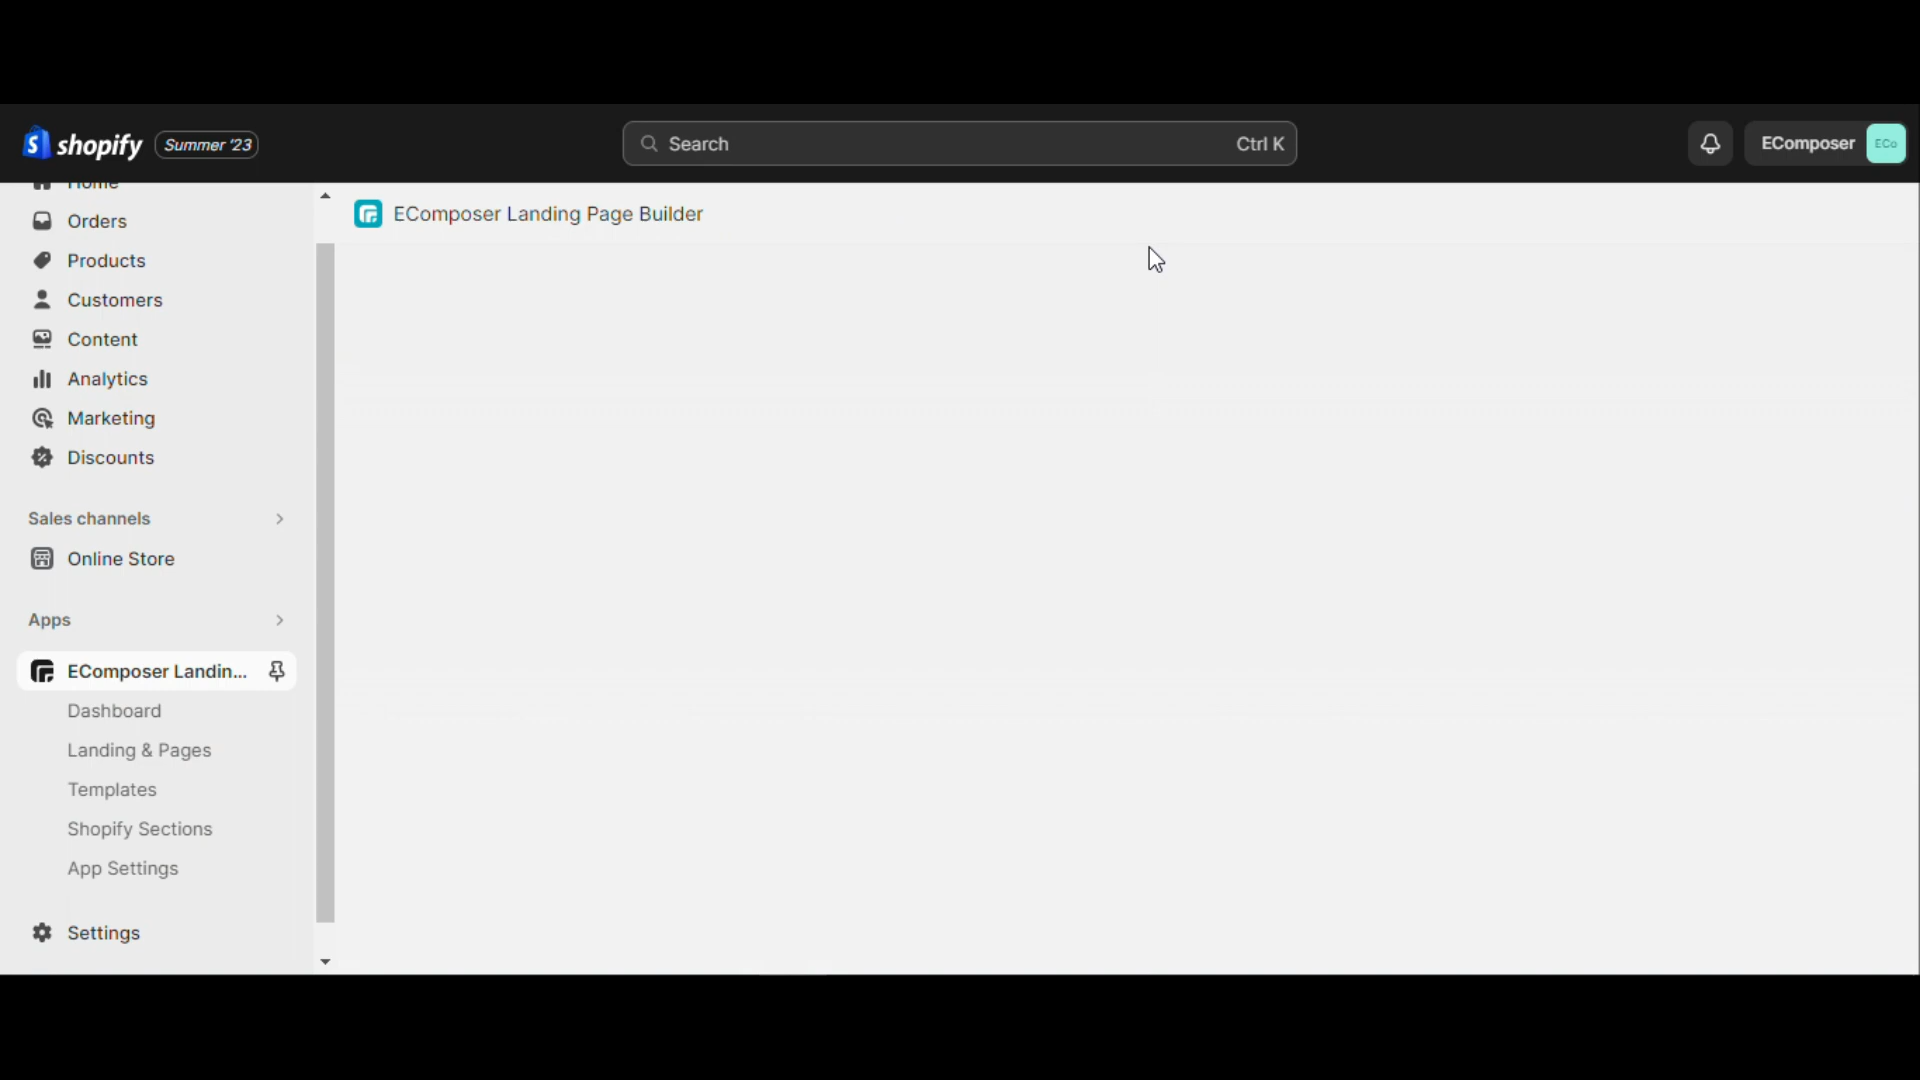 shopify Summer '23
Search Ctrl K
EComposer ECo
Home
Orders
Products
Customers
Content
Analytics
Marketing
Discounts
Sales channels
Online Store
Apps
EComposer Landin...
Dashboard
Landing & Pages
Templates
Shopify Sections
App Settings
Settings
EComposer Landing Page Builder